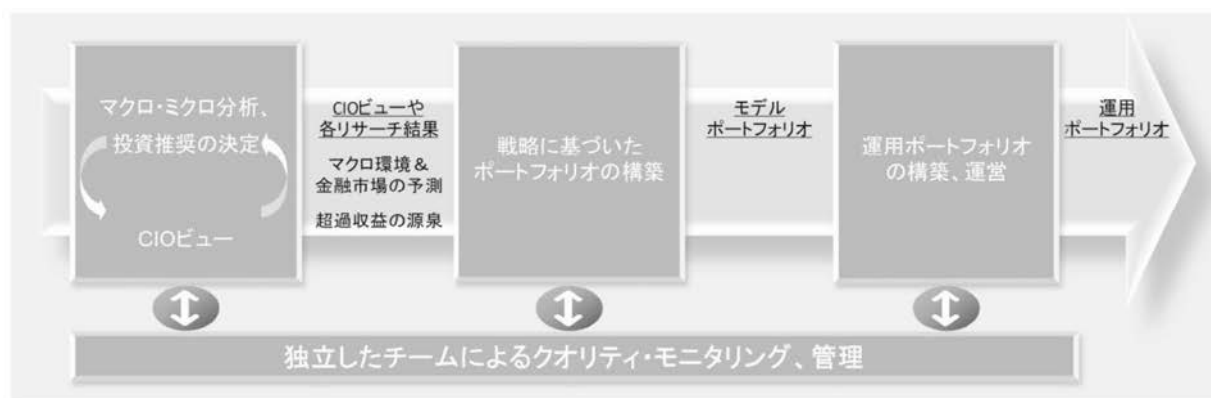 マクロ・ミクロ分析、
投資推奨の決定
CIOビュー
CIOビューや
各リサーチ結果
マクロ環境&
金融市場の予測
超過収益の源泉
戦略に基づいた
ポートフォリオの構築
モデル
ポートフォリオ
運用ポートフォリオ
の構築、運営
運用
ポートフォリオ
独立したチームによるクオリティ・モニタリング、管理